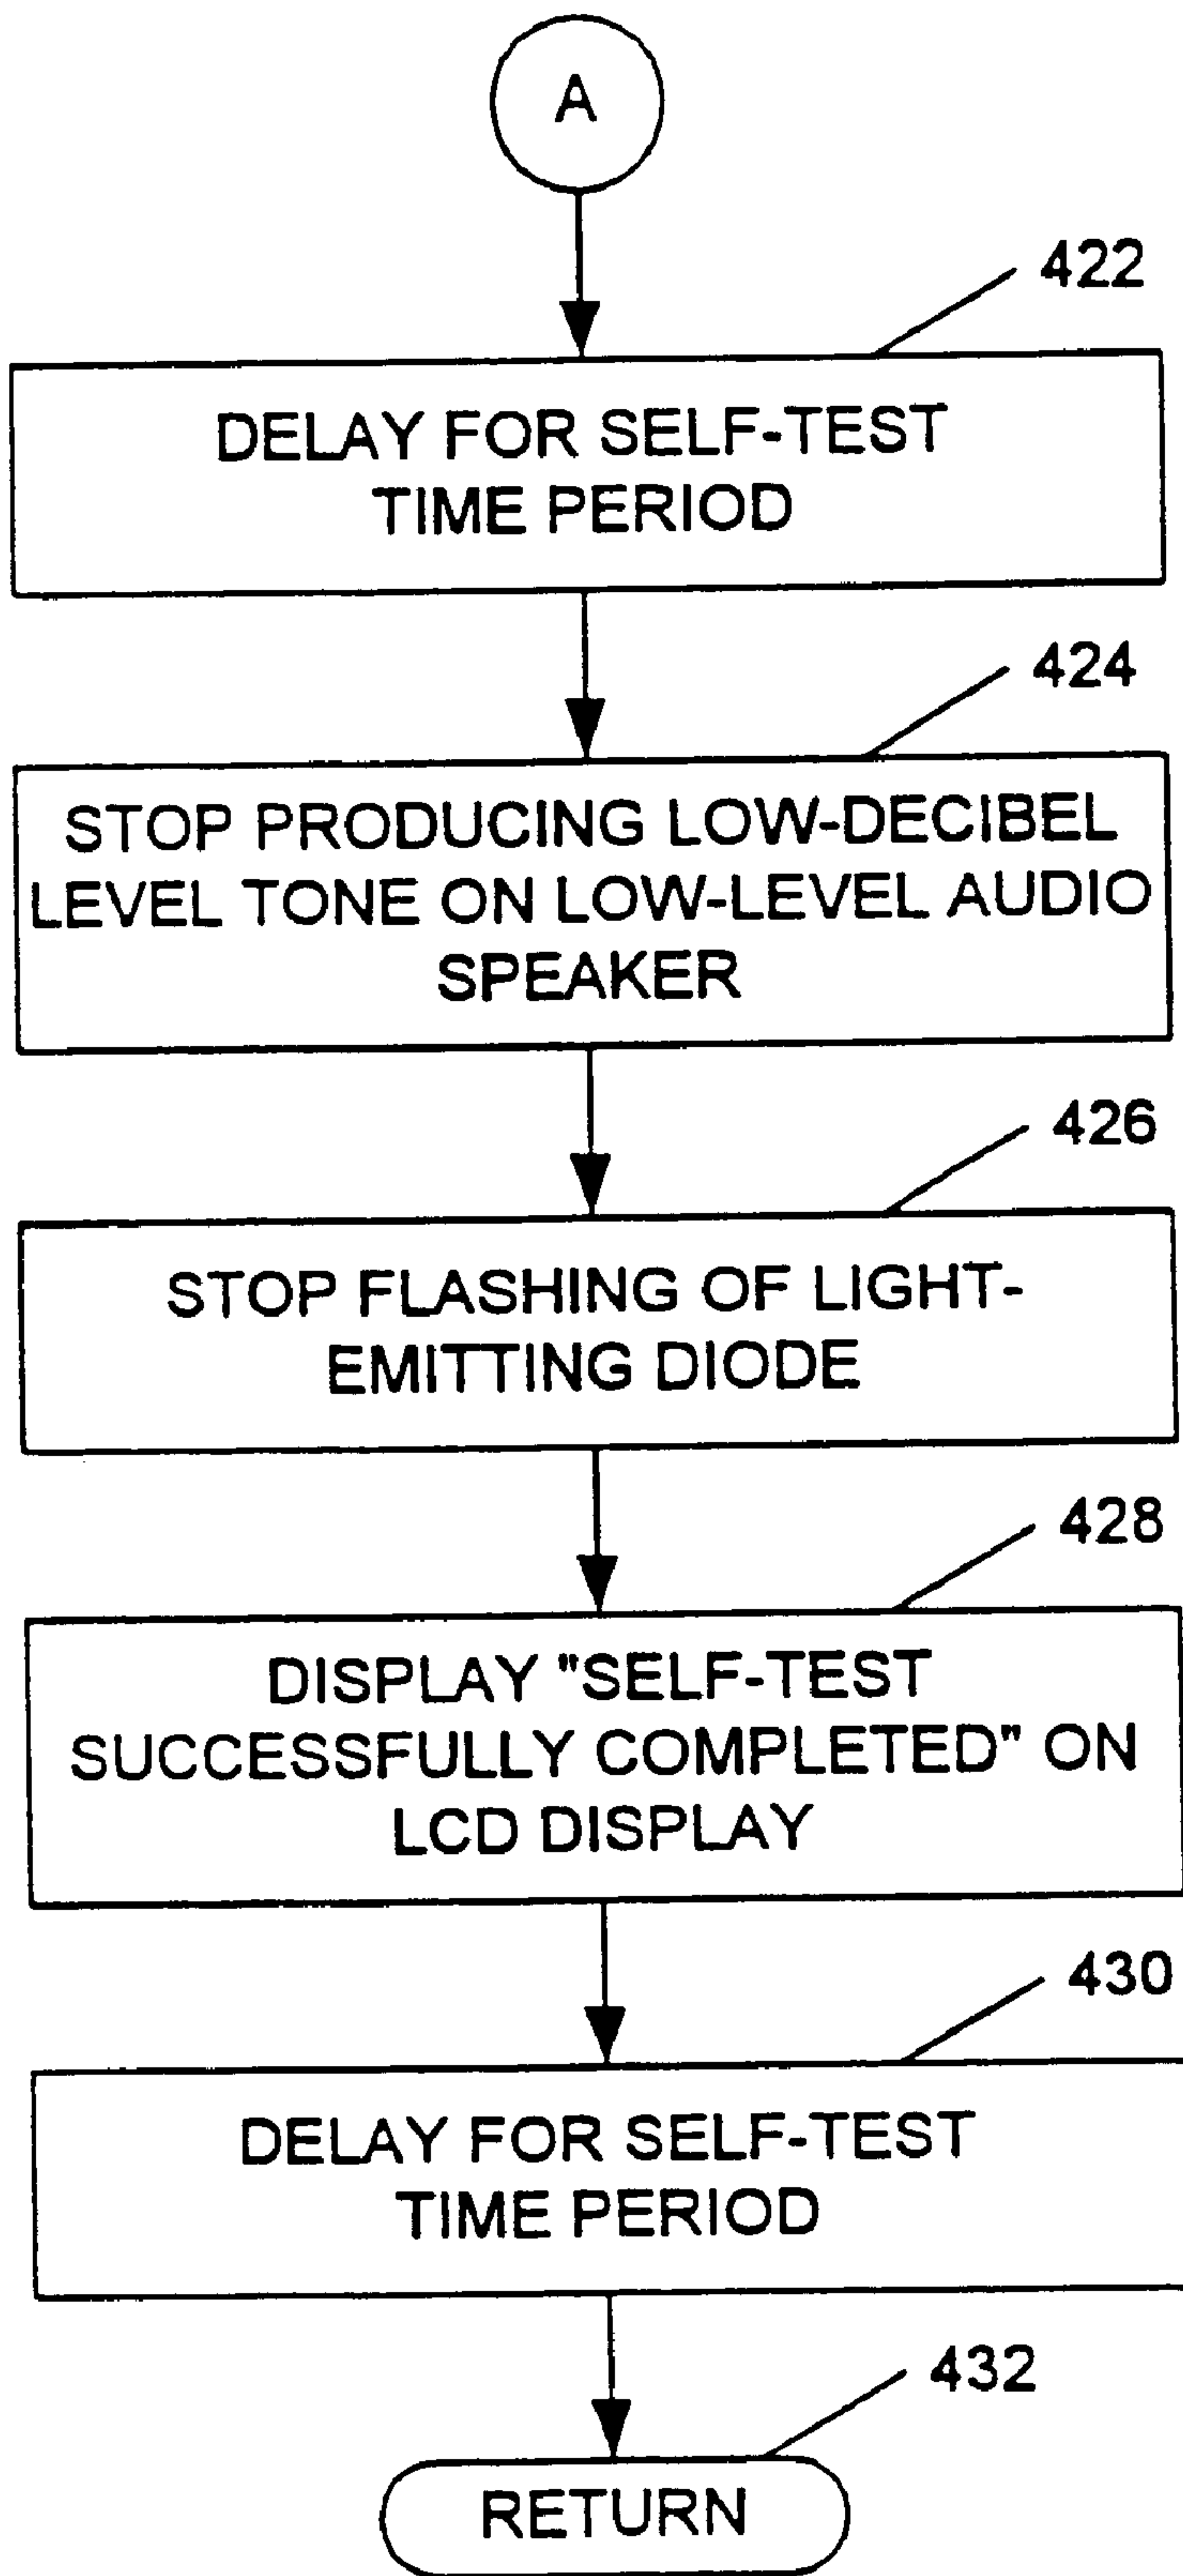 A
422
DELAY FOR SELF-TEST
TIME PERIOD
424
STOP PRODUCING LOW-DECIBEL
LEVEL TONE ON LOW-LEVEL AUDIO
SPEAKER
426
STOP FLASHING OF LIGHT-
EMITTING DIODE
428
DISPLAY "SELF-TEST
SUCCESSFULLY COMPLETED" ON
LCD DISPLAY
430
DELAY FOR SELF-TEST
TIME PERIOD
432
RETURN